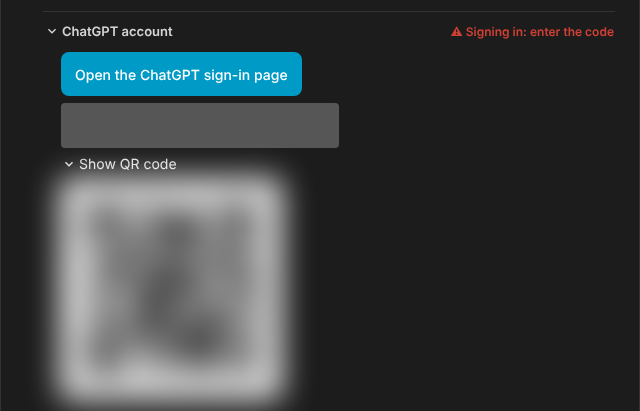 ChatGPT account
Signing in: enter the code
Open the ChatGPT sign-in page
Show QR code